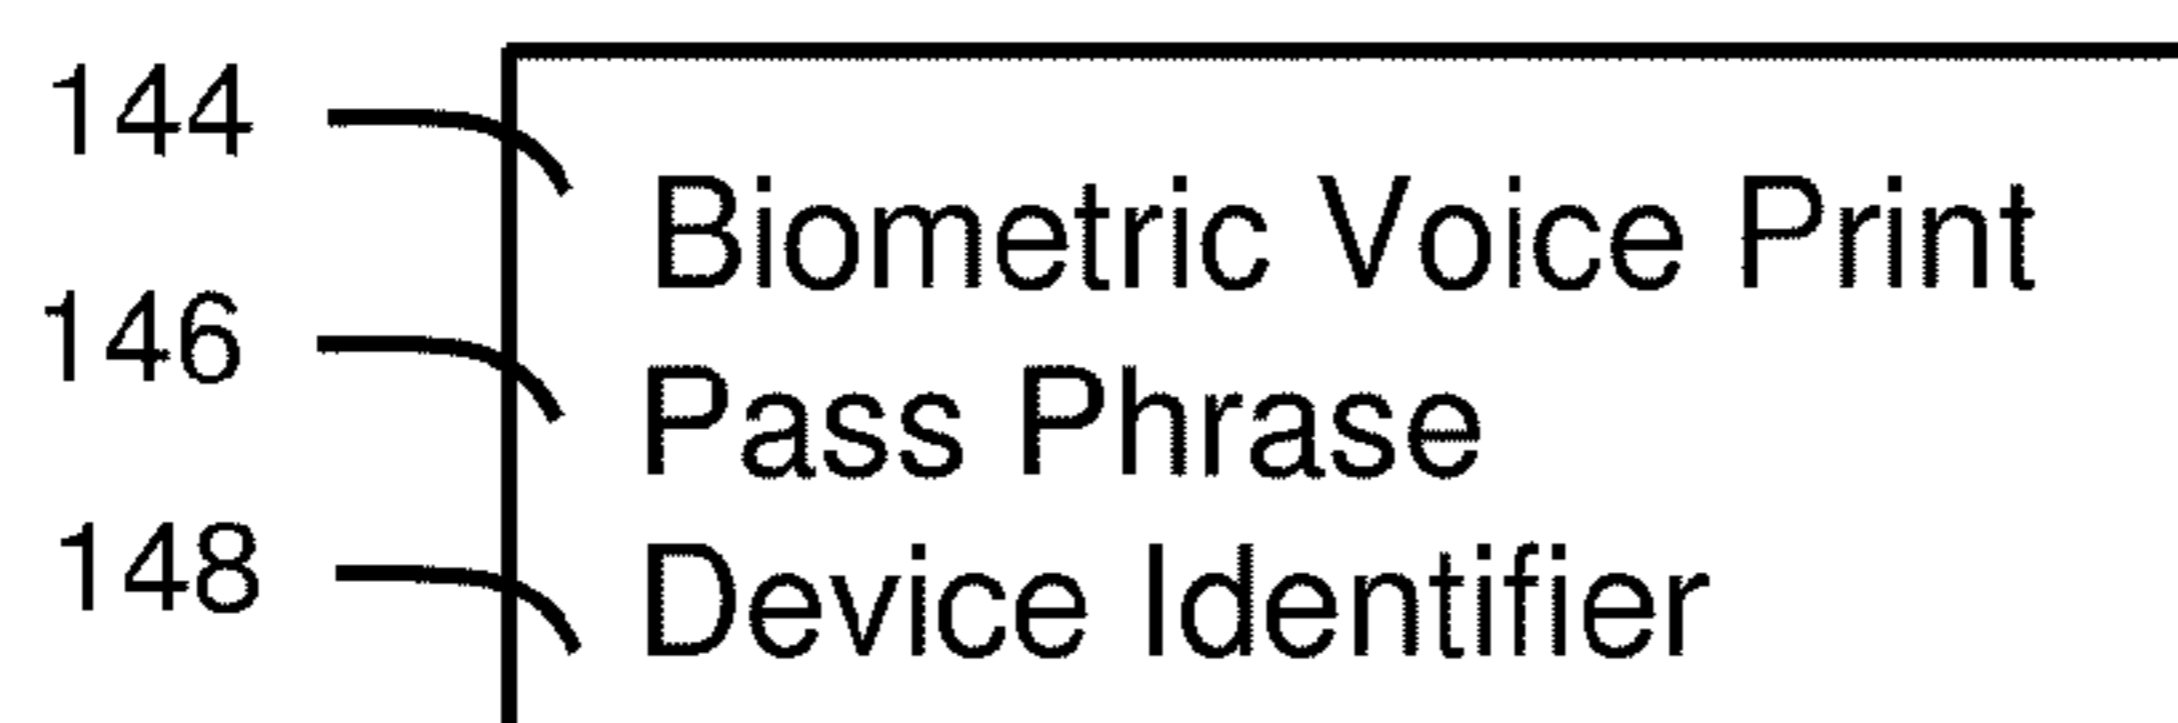 144
Biometric Voice Print
146
Pass Phrase
148
Device Identifier